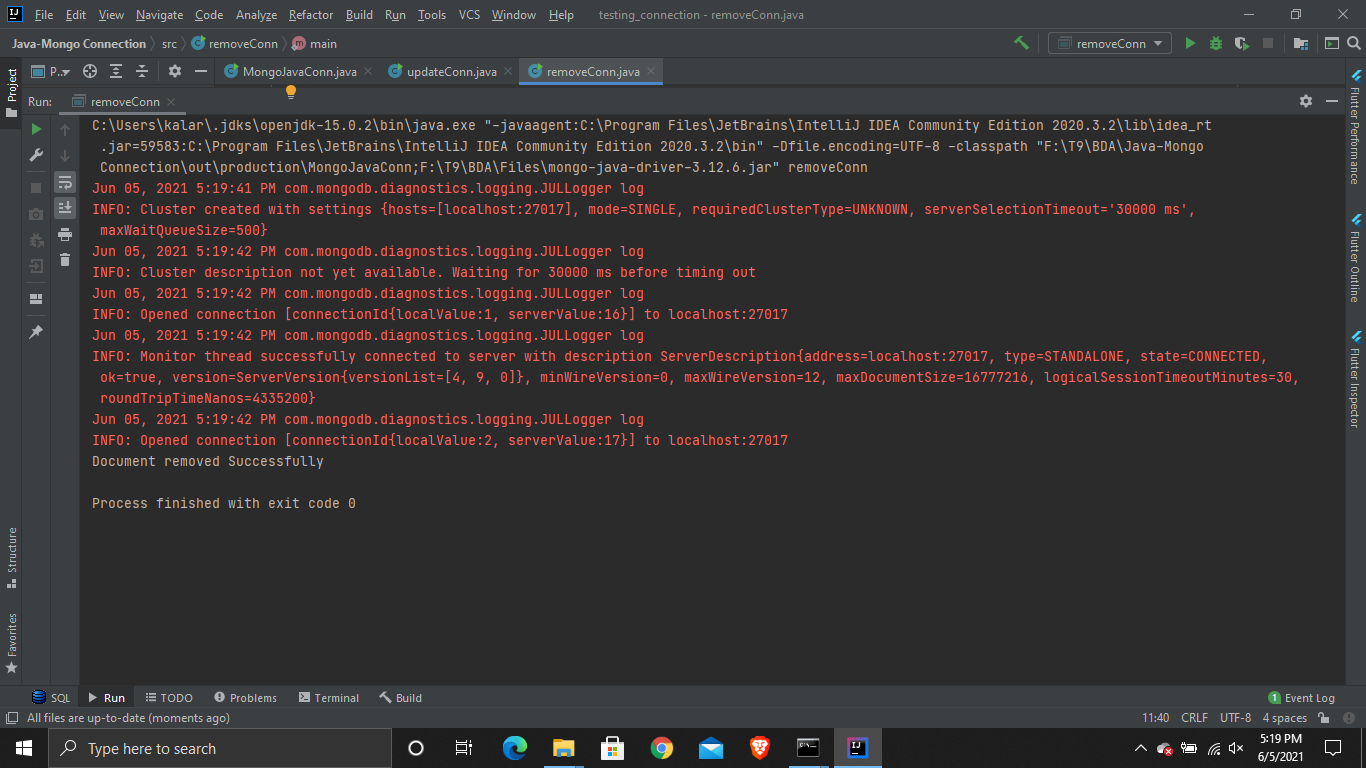 File Edit View Navigate Code Analyze Refactor Build Run Tools VCS Window Help testing_connection - removeConn.java
Java-Mongo Connection src removeConn main removeConn
P.. MongoJavaConn.java updateConn.java removeConn.java
Run: removeConn
C:\Users\kalar\.jdks\openjdk-15.0.2\bin\java.exe "-javaagent:C:\Program Files\JetBrains\IntelliJ IDEA Community Edition 2020.3.2\lib\idea_rt
.jar=59583:C:\Program Files\JetBrains\IntelliJ IDEA Community Edition 2020.3.2\bin" -Dfile.encoding=UTF-8 -classpath "F:\T9\BDA\Java-Mongo
Connection\out\production\MongoJavaConn;F:\T9\BDA\Files\mongo-java-driver-3.12.6.jar" removeConn
Jun 05, 2021 5:19:41 PM com.mongodb.diagnostics.logging.JULLogger log
INFO: Cluster created with settings {hosts=[localhost:27017], mode=SINGLE, requiredClusterType=UNKNOWN, serverSelectionTimeout='30000 ms',
maxWaitQueueSize=500}
Jun 05, 2021 5:19:42 PM com.mongodb.diagnostics.logging.JULLogger log
INFO: Cluster description not yet available. Waiting for 30000 ms before timing out
Jun 05, 2021 5:19:42 PM com.mongodb.diagnostics.logging.JULLogger log
INFO: Opened connection [connectionId{localValue:1, serverValue:16}] to localhost:27017
Jun 05, 2021 5:19:42 PM com.mongodb.diagnostics.logging.JULLogger log
INFO: Monitor thread successfully connected to server with description ServerDescription{address=localhost:27017, type=STANDALONE, state=CONNECTED,
ok=true, version=ServerVersion{versionList=[4, 9, 0]}, minWireVersion=0, maxWireVersion=12, maxDocumentSize=16777216, logicalSessionTimeoutMinutes=30,
roundTripTimeNanos=4335200}
Jun 05, 2021 5:19:42 PM com.mongodb.diagnostics.logging.JULLogger log
INFO: Opened connection [connectionId{localValue:2, serverValue:17}] to localhost:27017
Document removed Successfully
Process finished with exit code 0
Project
Structure
Favorites
Flutter Performance
Flutter Outline
Flutter Inspector
SQL Run TODO Problems Terminal Build 1 Event Log
All files are up-to-date (moments ago) 11:40 CRLF UTF-8 4 spaces
Type here to search
5:19 PM
6/5/2021